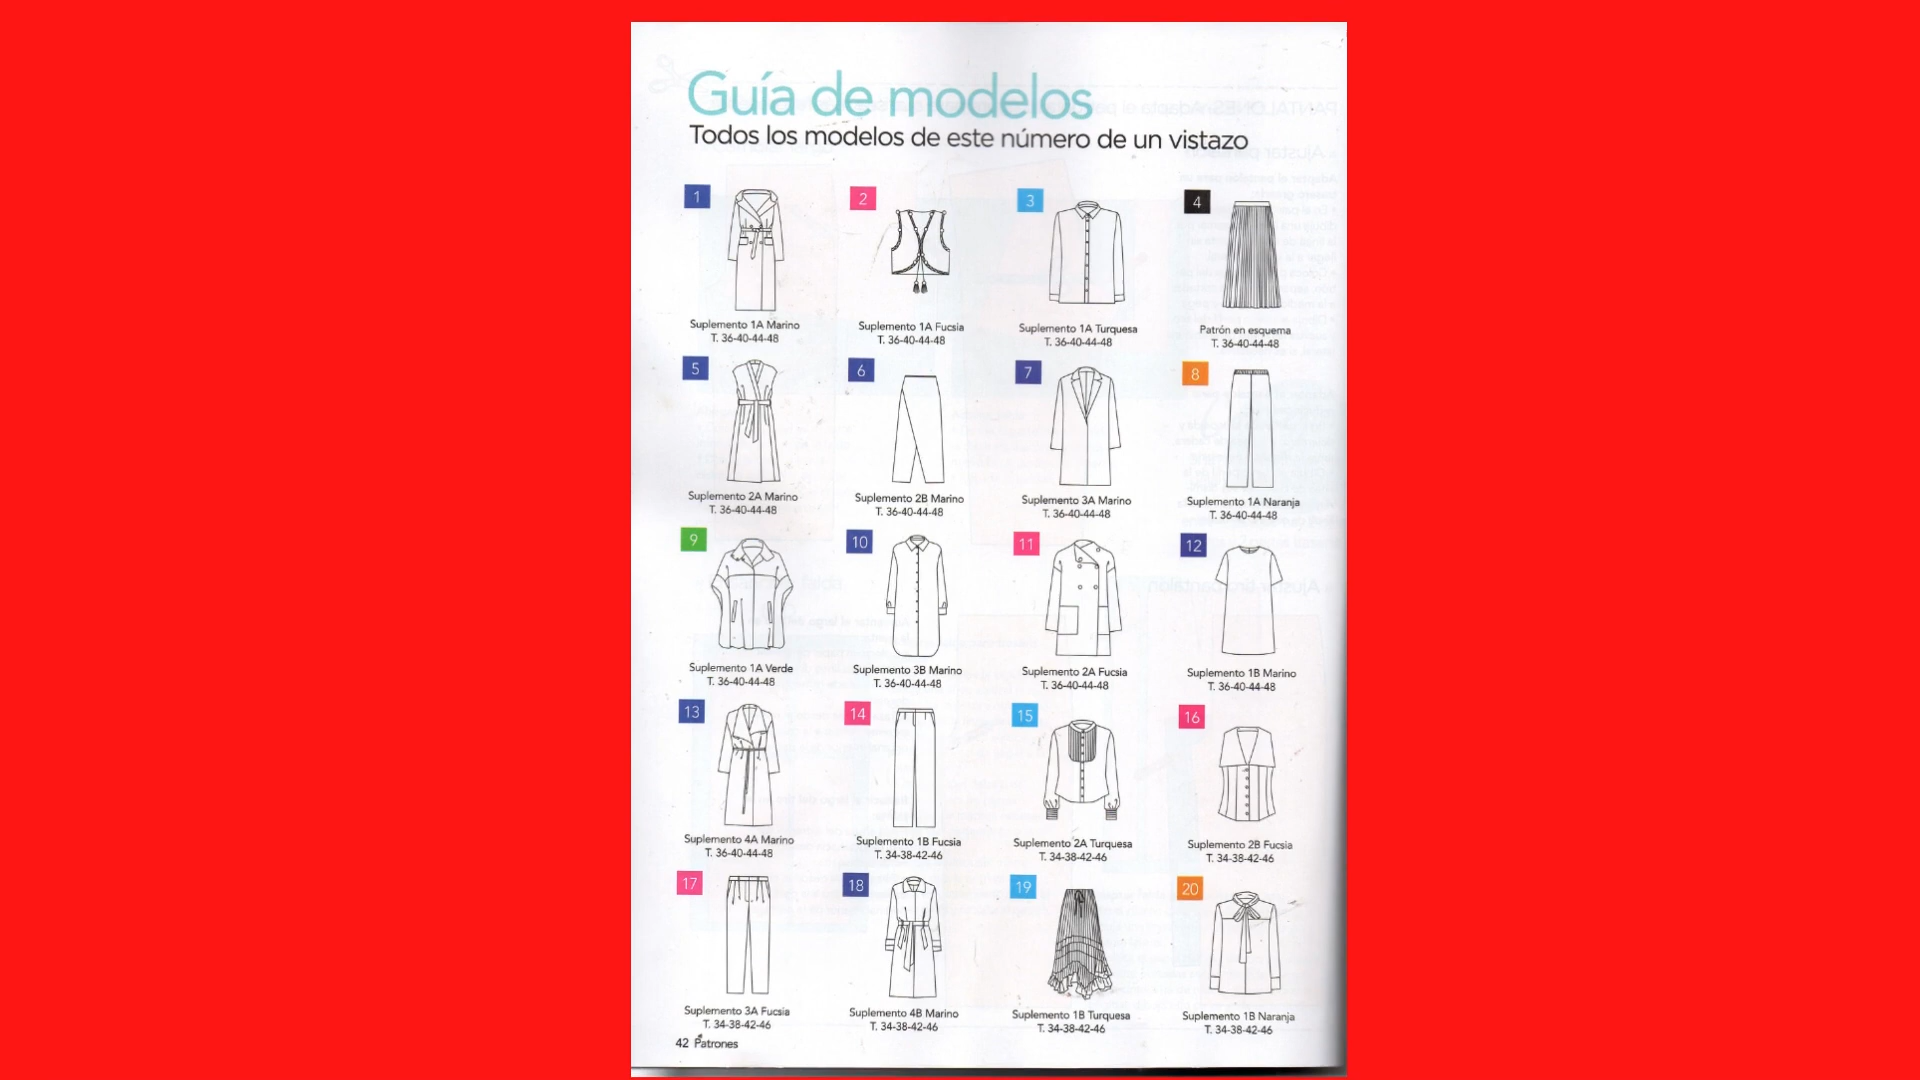 Guía de modelos
Todos los modelos de este número de un vistazo
1
Suplemento 1A Marino
T. 36-40-44-48
2
Suplemento 1A Fucsia
T. 36-40-44-48
3
Suplemento 1A Turquesa
T. 36-40-44-48
4
Patrón en esquema
T. 36-40-44-48
5
Suplemento 2A Marino
T. 36-40-44-48
6
Suplemento 2B Marino
T. 36-40-44-48
7
Suplemento 3A Marino
T. 36-40-44-48
8
Suplemento 1A Naranja
T. 36-40-44-48
9
Suplemento 1A Verde
T. 36-40-44-48
10
Suplemento 3B Marino
T. 36-40-44-48
11
Suplemento 2A Fucsia
T. 36-40-44-48
12
Suplemento 1B Marino
T. 36-40-44-48
13
Suplemento 4A Marino
T. 36-40-44-48
14
Suplemento 1B Fucsia
T. 34-38-42-46
15
Suplemento 2A Turquesa
T. 34-38-42-46
16
Suplemento 2B Fucsia
T. 34-38-42-46
17
Suplemento 3A Fucsia
T. 34-38-42-46
18
Suplemento 4B Marino
T. 34-38-42-46
19
Suplemento 1B Turquesa
T. 34-38-42-46
20
Suplemento 1B Naranja
T. 34-38-42-46
42 Patrones